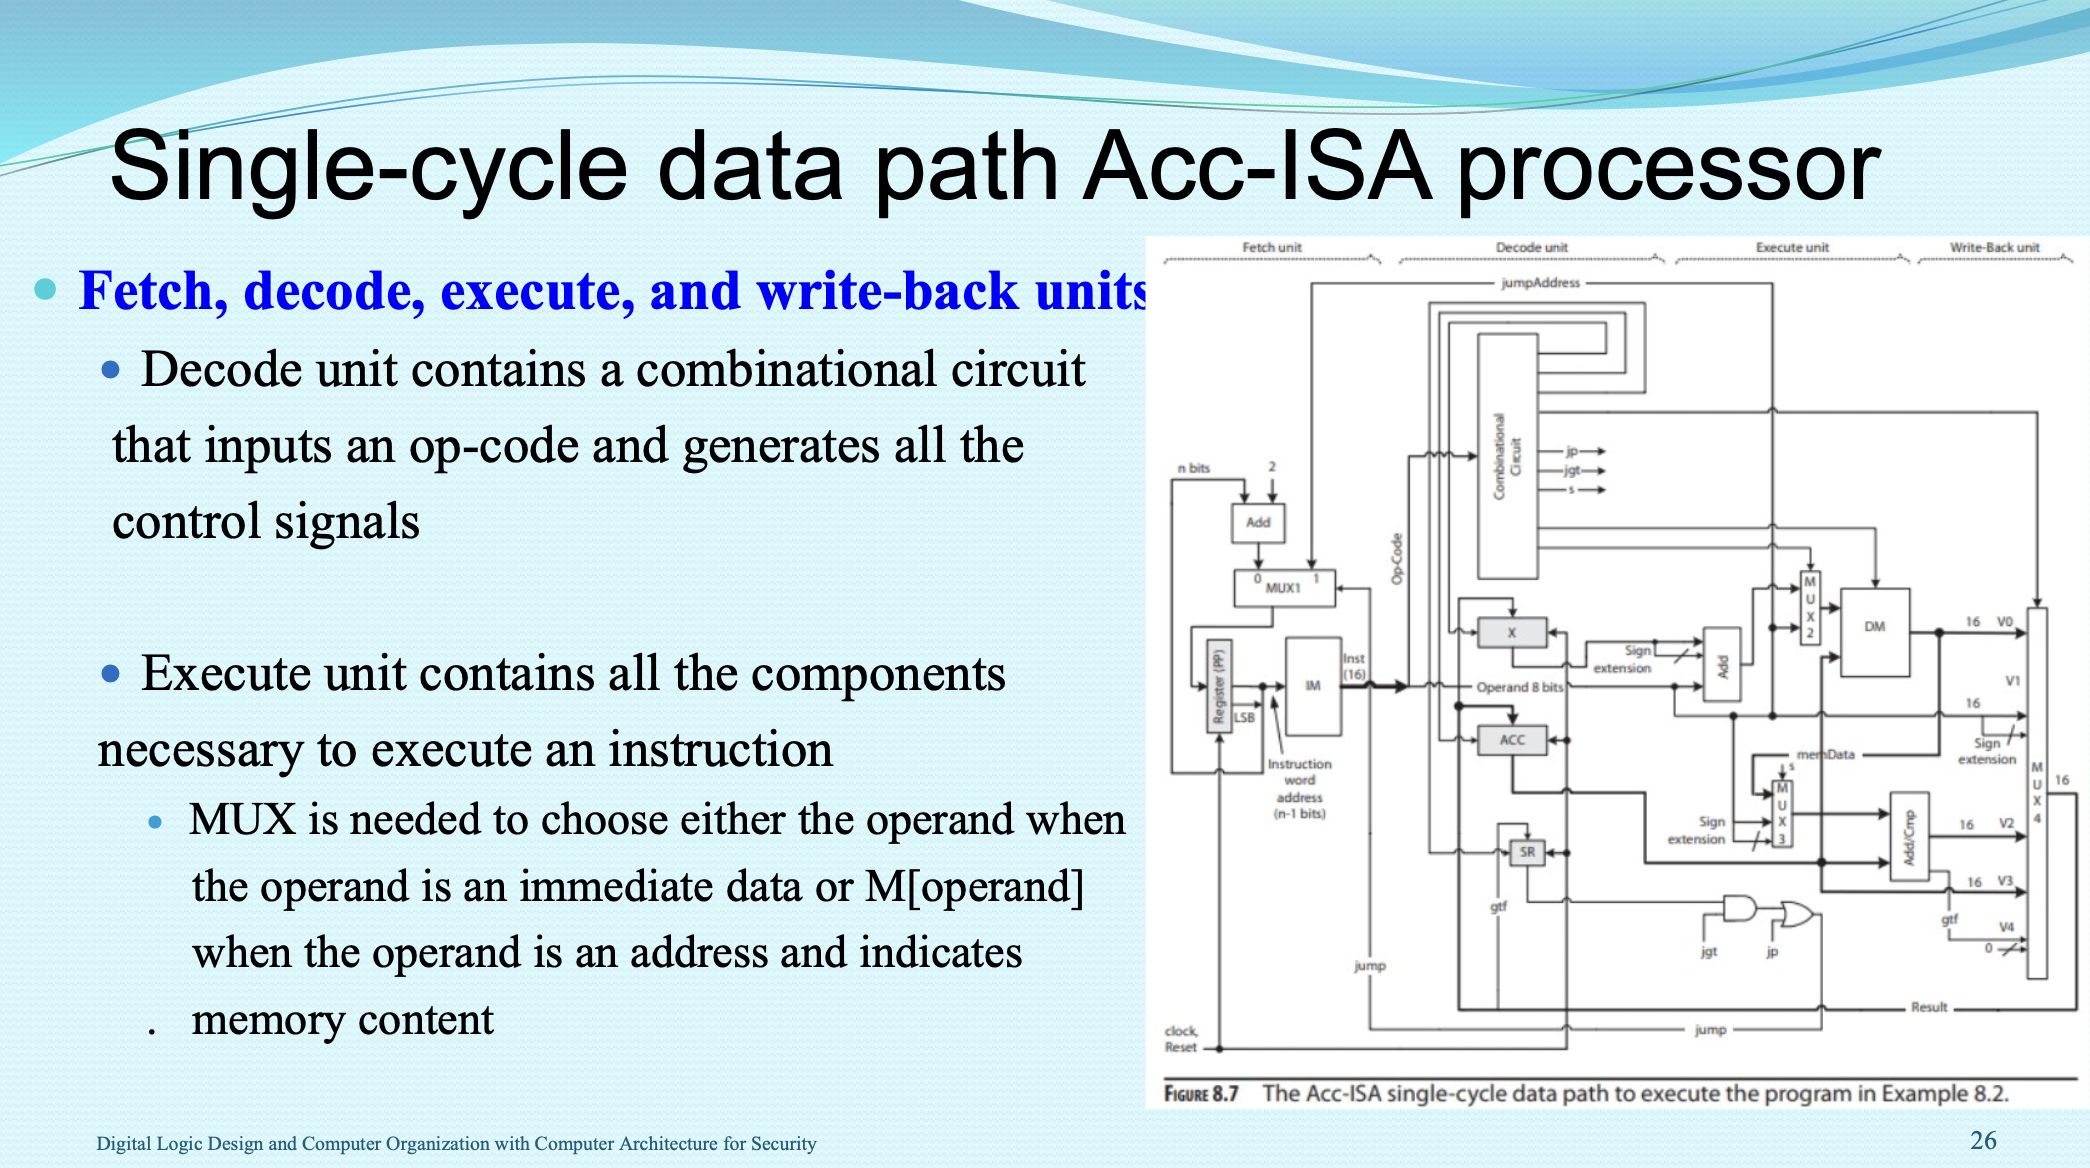 Single-cycle data path Acc-ISA processor
Fetch, decode, execute, and write-back units
Decode unit contains a combinational circuit
that inputs an op-code and generates all the
control signals
Execute unit contains all the components
necessary to execute an instruction
MUX is needed to choose either the operand when
the operand is an immediate data or M[operand]
when the operand is an address and indicates
. memory content
Fetch unit
Decode unit
Execute unit
Write-Back unit
jumpAddress
Combinational
Circuit
jp
jgt
s
n bits
2
Add
0
1
MUX1
Op-Code
Register (PP)
LSB
IM
Inst
(16)
Instruction
word
address
(n-1 bits)
X
Operand 8 bits
ACC
SR
gtf
Sign
extension
Add
MUX2
DM
16 V0
V1
16
Sign
extension
memData
s
MUX3
Sign
extension
Add/Cmp
16 V2
16 V3
gtf
V4
0
MUX4
16
jgt
jp
jump
Result
jump
clock,
Reset
FIGURE 8.7 The Acc-ISA single-cycle data path to execute the program in Example 8.2.
Digital Logic Design and Computer Organization with Computer Architecture for Security
26